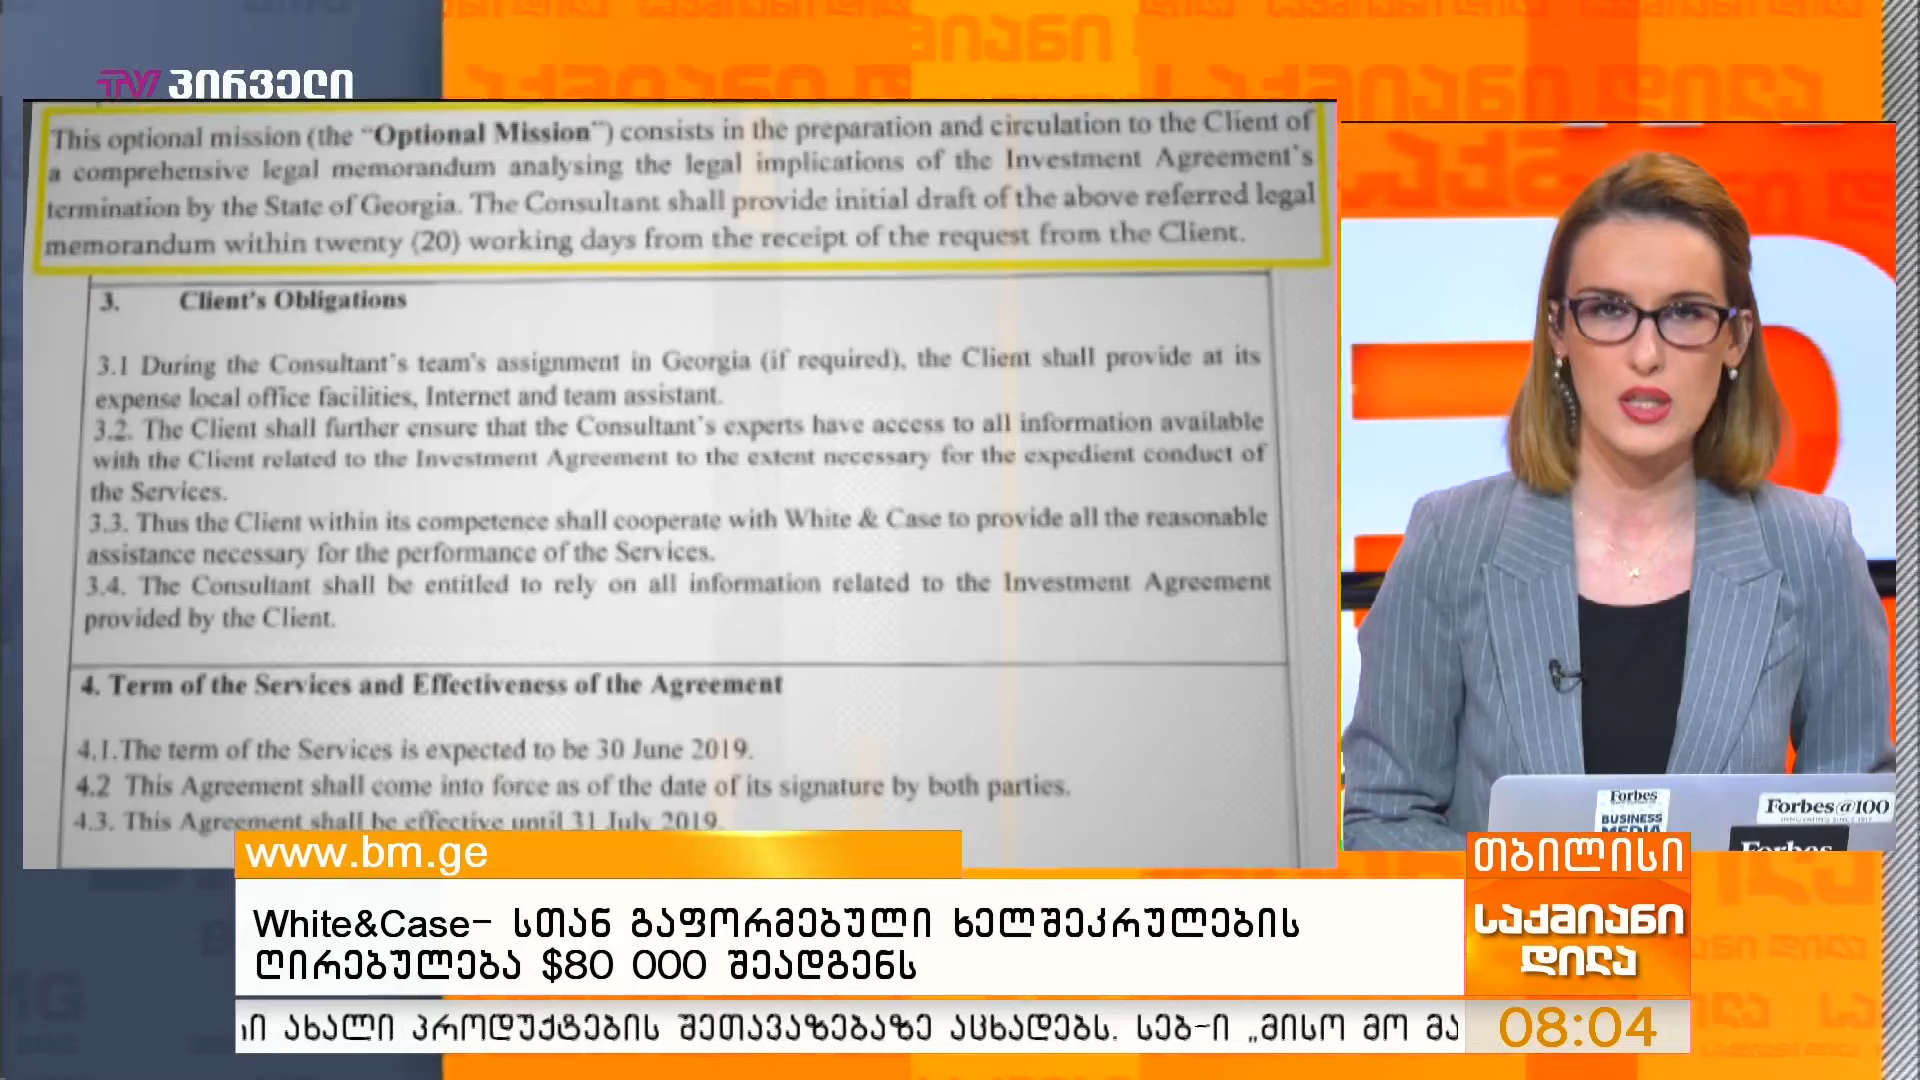 TV ᲞᲘᲠᲕᲔᲚᲘ
This optional mission (the "Optional Mission") consists in the preparation and circulation to the Client of
a comprehensive legal memorandum analysing the legal implications of the Investment Agreement's
termination by the State of Georgia. The Consultant shall provide initial draft of the above referred legal
memorandum within twenty (20) working days from the receipt of the request from the Client.
3. Client's Obligations
3.1 During the Consultant's team's assignment in Georgia (if required), the Client shall provide at its
expense local office facilities, Internet and team assistant.
3.2. The Client shall further ensure that the Consultant's experts have access to all information available
with the Client related to the Investment Agreement to the extent necessary for the expedient conduct of
the Services.
3.3. Thus the Client within its competence shall cooperate with White & Case to provide all the reasonable
assistance necessary for the performance of the Services.
3.4. The Consultant shall be entitled to rely on all information related to the Investment Agreement
provided by the Client.
4. Term of the Services and Effectiveness of the Agreement
4.1.The term of the Services is expected to be 30 June 2019.
4.2 This Agreement shall come into force as of the date of its signature by both parties.
4.3. This Agreement shall be effective until 31 July 2019.
Forbes
BUSINESS
MEDIA
Forbes@100
Forbes
www.bm.ge
ᲗᲑᲘᲚᲘᲡᲘ
White&Case- ᲡᲗᲐᲜ ᲒᲐᲤᲝᲠᲛᲔᲑᲣᲚᲘ ᲮᲔᲚᲨᲔᲙᲠᲣᲚᲔᲑᲘᲡ
ᲦᲘᲠᲔᲑᲣᲚᲔᲑᲐ $80 000 ᲨᲔᲐᲓᲒᲔᲜᲡ
ᲡᲐᲥᲛᲘᲐᲜᲘ
ᲓᲘᲚᲐ
ᲐᲮᲐᲚᲘ ᲞᲠᲝᲓᲣᲥᲢᲔᲑᲘᲡ ᲨᲔᲗᲐᲕᲐᲖᲔᲑᲐᲖᲔ ᲐᲪᲮᲐᲓᲔᲑᲡ. ᲡᲔᲑ-Ი „ᲛᲘᲡᲝ ᲛᲝ ᲛᲐ
08:04